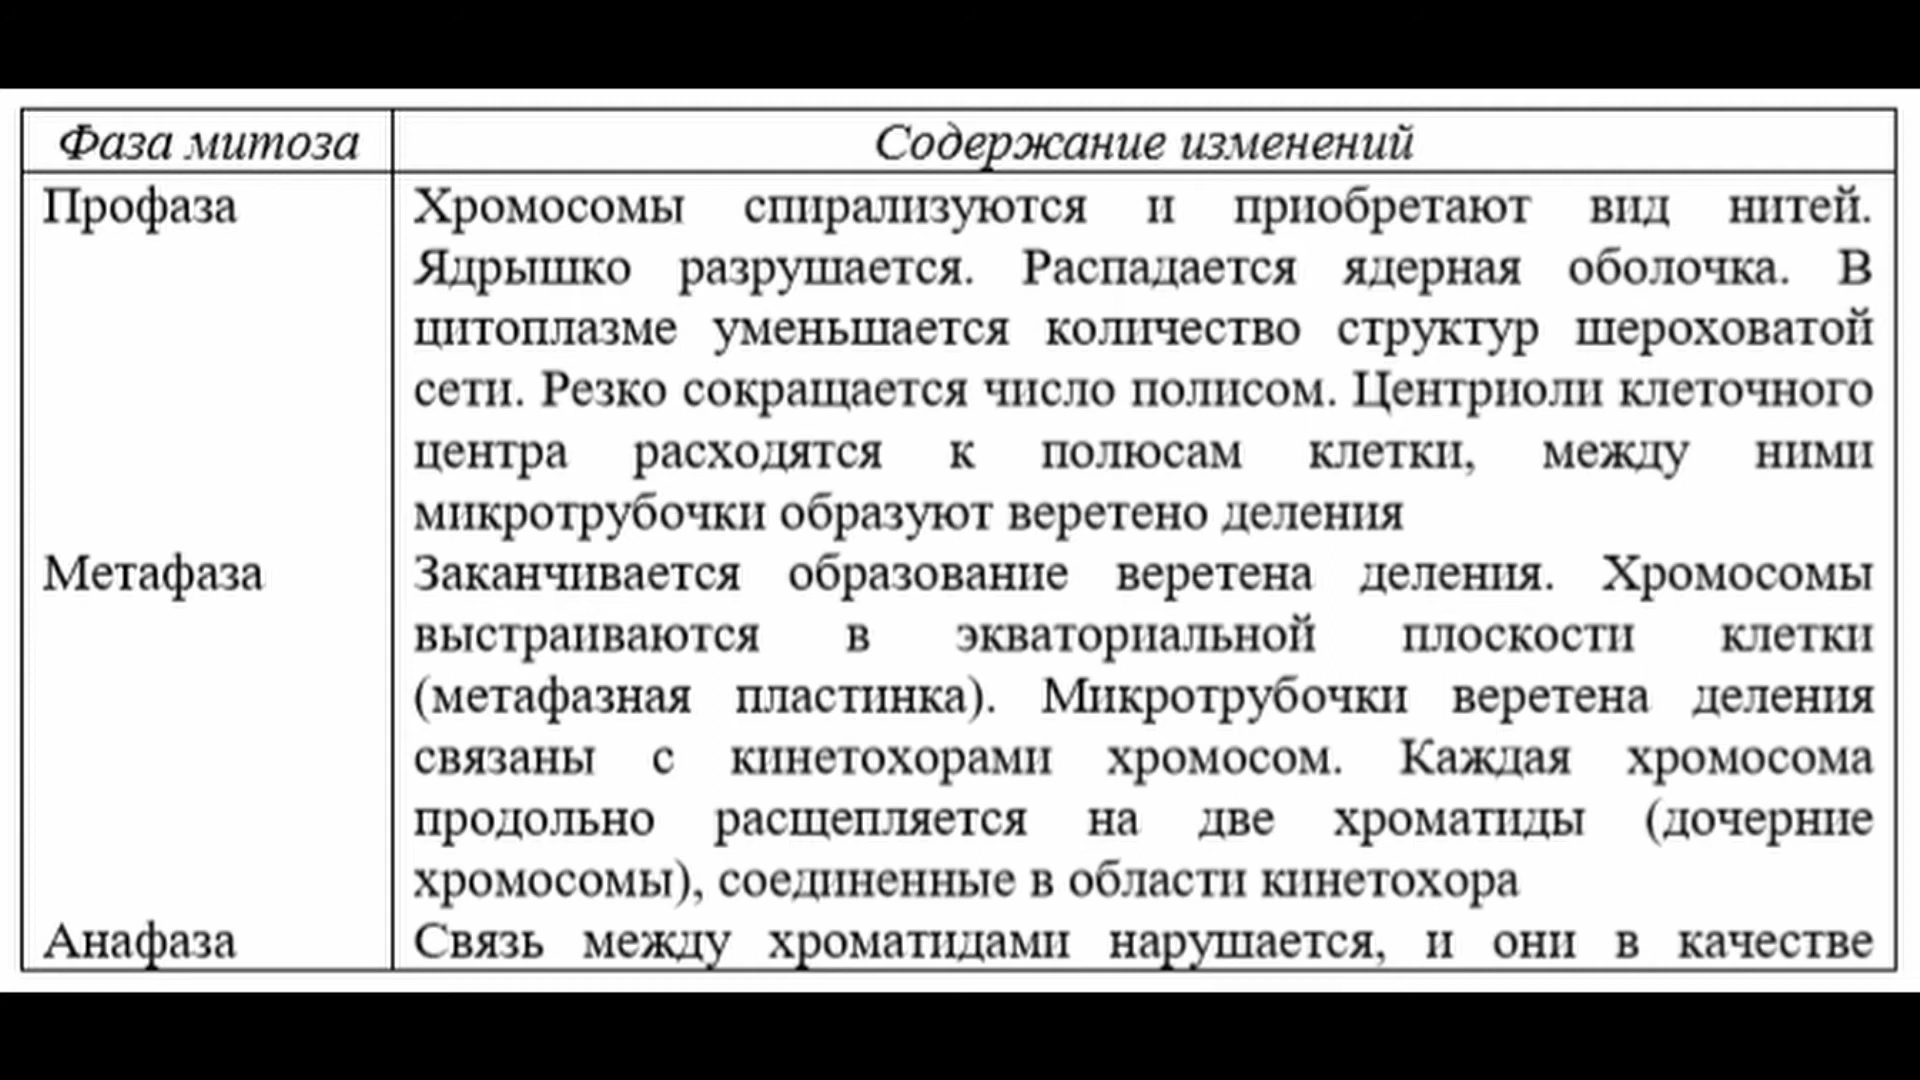 Фаза митоза
Содержание изменений
Профаза
Хромосомы спирализуются и приобретают вид нитей.
Ядрышко разрушается. Распадается ядерная оболочка. В
цитоплазме уменьшается количество структур шероховатой
сети. Резко сокращается число полисом. Центриоли клеточного
центра расходятся к полюсам клетки, между ними
микротрубочки образуют веретено деления
Метафаза
Заканчивается образование веретена деления. Хромосомы
выстраиваются в экваториальной плоскости клетки
(метафазная пластинка). Микротрубочки веретена деления
связаны с кинетохорами хромосом. Каждая хромосома
продольно расщепляется на две хроматиды (дочерние
хромосомы), соединенные в области кинетохора
Анафаза
Связь между хроматидами нарушается, и они в качестве